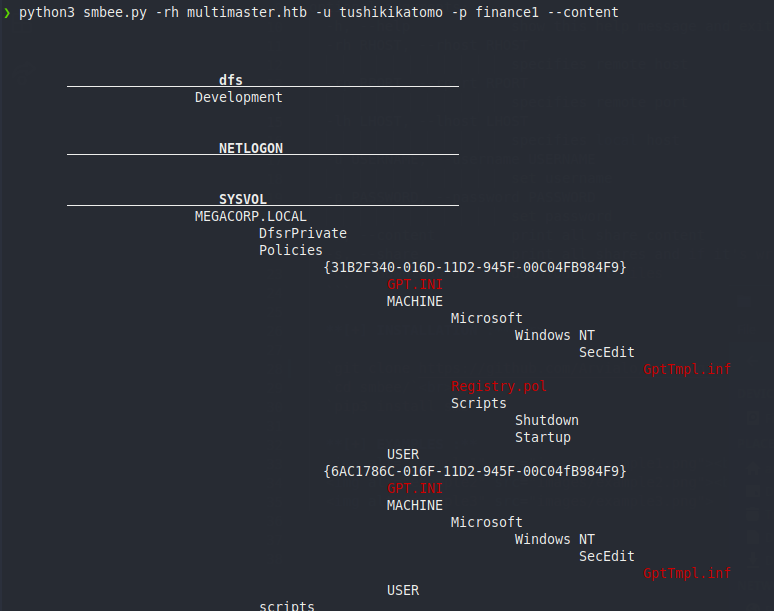 ❯ python3 smbee.py -rh multimaster.htb -u tushikikatomo -p finance1 --content
dfs
Development
NETLOGON
SYSVOL
MEGACORP.LOCAL
DfsrPrivate
Policies
{31B2F340-016D-11D2-945F-00C04FB984F9}
GPT.INI
MACHINE
Microsoft
Windows NT
SecEdit
GptTmpl.inf
Registry.pol
Scripts
Shutdown
Startup
USER
{6AC1786C-016F-11D2-945F-00C04fB984F9}
GPT.INI
MACHINE
Microsoft
Windows NT
SecEdit
GptTmpl.inf
USER
scripts